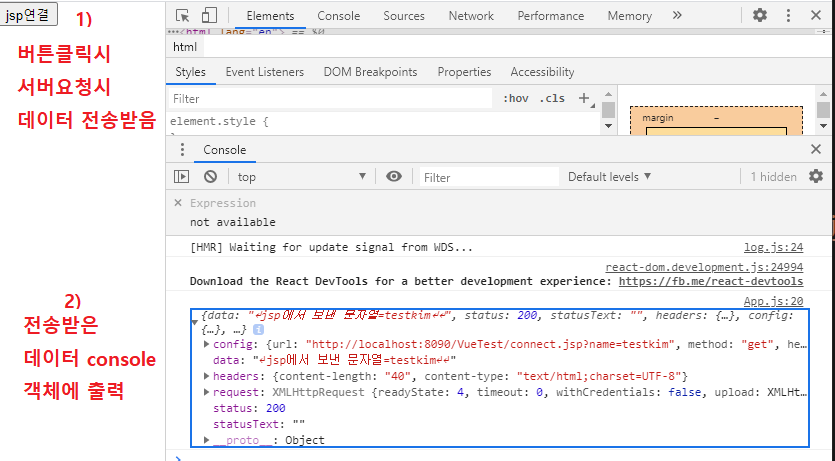 jsp연결
1)
버튼클릭시
서버요청시
데이터 전송받음
2)
전송받은
데이터 console
객체에 출력
Elements Console Sources Network Performance Memory »
<html lang="en"> == $0
html
Styles Event Listeners DOM Breakpoints Properties Accessibility
Filter :hov .cls +
element.style {
margin -
Console
top Filter Default levels ▼ 1 hidden
Expression
not available
[HMR] Waiting for update signal from WDS... log.js:24
react-dom.development.js:24994
Download the React DevTools for a better development experience: https://fb.me/react-devtools
App.js:20
{data: "↵jsp에서 보낸 문자열=testkim↵↵", status: 200, statusText: "", headers: {…}, config:
{…}, …}
config: {url: "http://localhost:8090/VueTest/connect.jsp?name=testkim", method: "get", he…
data: "↵jsp에서 보낸 문자열=testkim↵↵"
headers: {content-length: "40", content-type: "text/html;charset=UTF-8"}
request: XMLHttpRequest {readyState: 4, timeout: 0, withCredentials: false, upload: XMLHt…
status: 200
statusText: ""
__proto__: Object